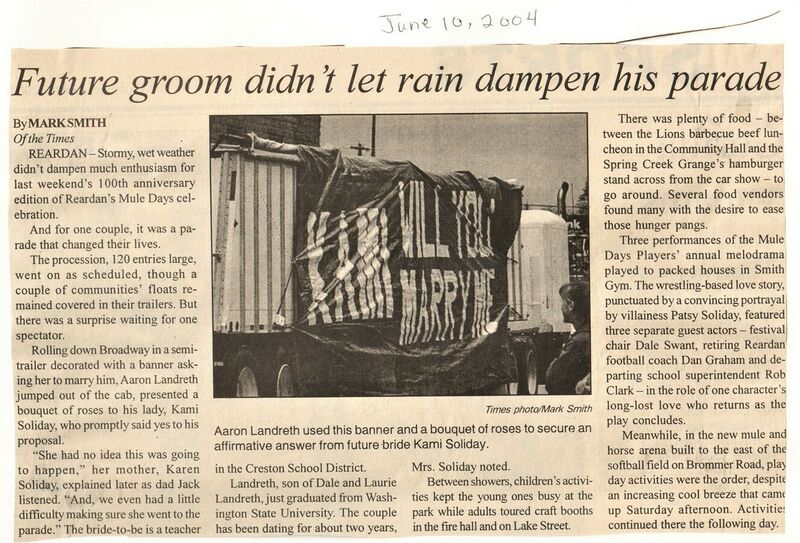 June 10, 2004
Future groom didn't let rain dampen his parade
By MARK SMITH
Of the Times
REARDAN – Stormy, wet weather
didn't dampen much enthusiasm for
last weekend's 100th anniversary
edition of Reardan's Mule Days cel-
ebration.
And for one couple, it was a pa-
rade that changed their lives.
The procession, 120 entries large,
went on as scheduled, though a
couple of communities' floats re-
mained covered in their trailers. But
there was a surprise waiting for one
spectator.
Rolling down Broadway in a semi-
trailer decorated with a banner ask-
ing her to marry him, Aaron Landreth
jumped out of the cab, presented a
bouquet of roses to his lady, Kami
Soliday, who promptly said yes to his
proposal.
"She had no idea this was going
to happen," her mother, Karen
Soliday, explained later as dad Jack
listened. "And, we even had a little
difficulty making sure she went to the
parade." The bride-to-be is a teacher
KAMI
WILL YOU
MARRY ME
Times photo/Mark Smith
Aaron Landreth used this banner and a bouquet of roses to secure an
affirmative answer from future bride Kami Soliday.
in the Creston School District.
Landreth, son of Dale and Laurie
Landreth, just graduated from Wash-
ington State University. The couple
has been dating for about two years,
Mrs. Soliday noted.
Between showers, children's activi-
ties kept the young ones busy at the
park while adults toured craft booths
in the fire hall and on Lake Street.
There was plenty of food – be-
tween the Lions barbecue beef lun-
cheon in the Community Hall and the
Spring Creek Grange's hamburger
stand across from the car show – to
go around. Several food vendors
found many with the desire to ease
those hunger pangs.
Three performances of the Mule
Days Players' annual melodrama
played to packed houses in Smith
Gym. The wrestling-based love story,
punctuated by a convincing portrayal
by villainess Patsy Soliday, featured
three separate guest actors – festival
chair Dale Swant, retiring Reardan
football coach Dan Graham and de-
parting school superintendent Rob
Clark – in the role of one character's
long-lost love who returns as the
play concludes.
Meanwhile, in the new mule and
horse arena built to the east of the
softball field on Brommer Road, play
day activities were the order, despite
an increasing cool breeze that came
up Saturday afternoon. Activities
continued there the following day.